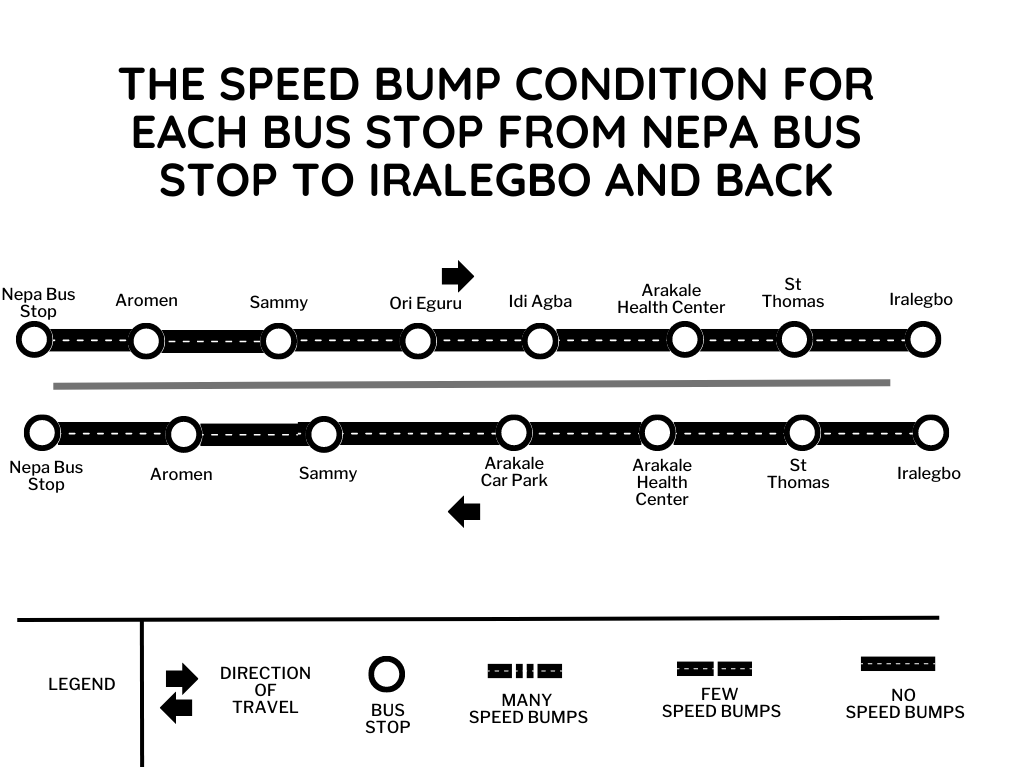 THE SPEED BUMP CONDITION FOR
EACH BUS STOP FROM NEPA BUS
STOP TO IRALEGBO AND BACK
Nepa Bus
Stop
Aromen
Sammy
Ori Eguru
Idi Agba
Arakale
Health Center
St
Thomas
Iralegbo
Nepa Bus
Stop
Aromen
Sammy
Arakale
Car Park
Arakale
Health
Center
St
Thomas
Iralegbo
LEGEND
DIRECTION
OF
TRAVEL
BUS
STOP
MANY
SPEED BUMPS
FEW
SPEED BUMPS
NO
SPEED BUMPS